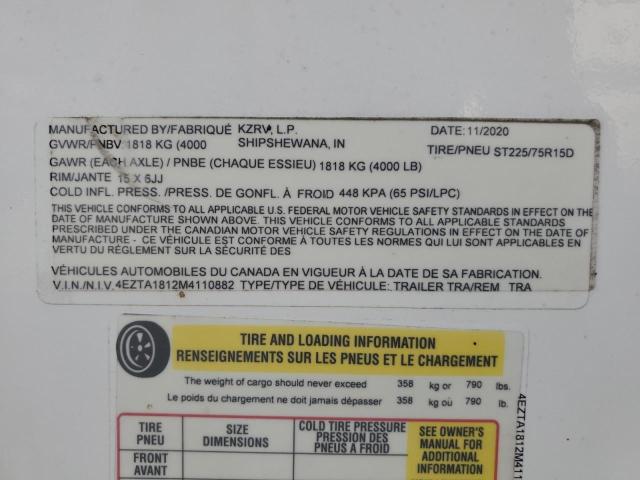 MANUFACTURED BY/FABRIQUÉ KZRV, L.P. DATE: 11/2020
GVWR/PNBV 1818 KG (4000 SHIPSHEWANA, IN TIRE/PNEU ST225/75R15D
GAWR (EACH AXLE) / PNBE (CHAQUE ESSIEU) 1818 KG (4000 LB)
RIM/JANTE 15 X 6JJ
COLD INFL. PRESS./PRESS. DE GONFL. À FROID 448 KPA (65 PSI/LPC)
THIS VEHICLE CONFORMS TO ALL APPLICABLE U.S. FEDERAL MOTOR VEHICLE SAFETY STANDARDS IN EFFECT ON THE
DATE OF MANUFACTURE SHOWN ABOVE. THIS VEHICLE CONFORMS TO ALL APPLICABLE STANDARDS
PRESCRIBED UNDER THE CANADIAN MOTOR VEHICLE SAFETY REGULATIONS IN EFFECT ON THE DATE OF
MANUFACTURE - CE VÉHICULE EST CONFORME À TOUTES LES NORMES QUI LUI SONT APPLICABLES EN
VERTU DU RÉGLEMENT SUR LA SÉCURITÉ DES
VÉHICULES AUTOMOBILES DU CANADA EN VIGUEUR À LA DATE DE SA FABRICATION.
V.I.N./N.I.V. 4EZTA1812M4110882 TYPE/TYPE DE VÉHICULE: TRAILER TRA/REM TRA
TIRE AND LOADING INFORMATION
RENSEIGNEMENTS SUR LES PNEUS ET LE CHARGEMENT
The weight of cargo should never exceed 358 kg or 790 lbs.
Le poids du chargement ne doit jamais dépasser 358 kg où 790 lb.
TIRE
PNEU
SIZE
DIMENSIONS
COLD TIRE PRESSURE
PRESSION DES
PNEUS À FROID
SEE OWNER'S
MANUAL FOR
ADDITIONAL
INFORMATION
FRONT
AVANT
4EZTA1812M411